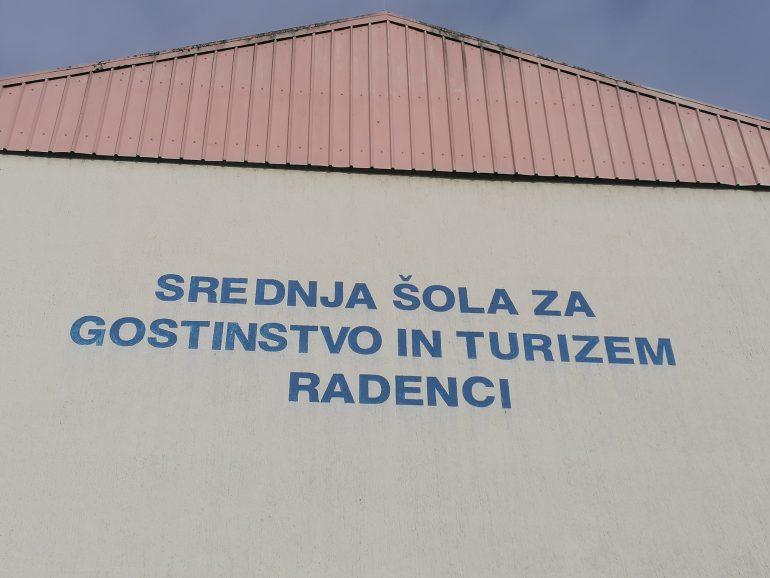 SREDNJA ŠOLA ZA
GOSTINSTVO IN TURIZEM
RADENCI